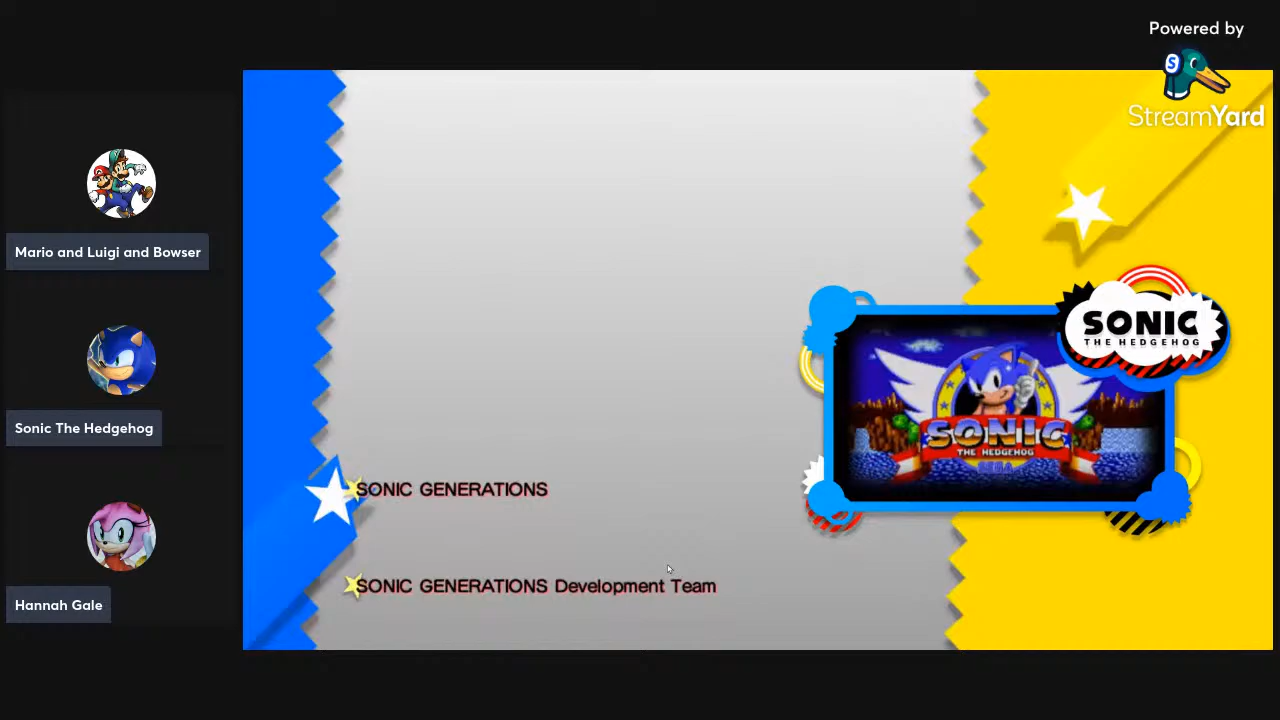 Powered by
StreamYard
Mario and Luigi and Bowser
SONIC
THE HEDGEHOG
Sonic The Hedgehog
SONIC
THE HEDGEHOG
SEGA
SONIC GENERATIONS
SONIC GENERATIONS Development Team
Hannah Gale